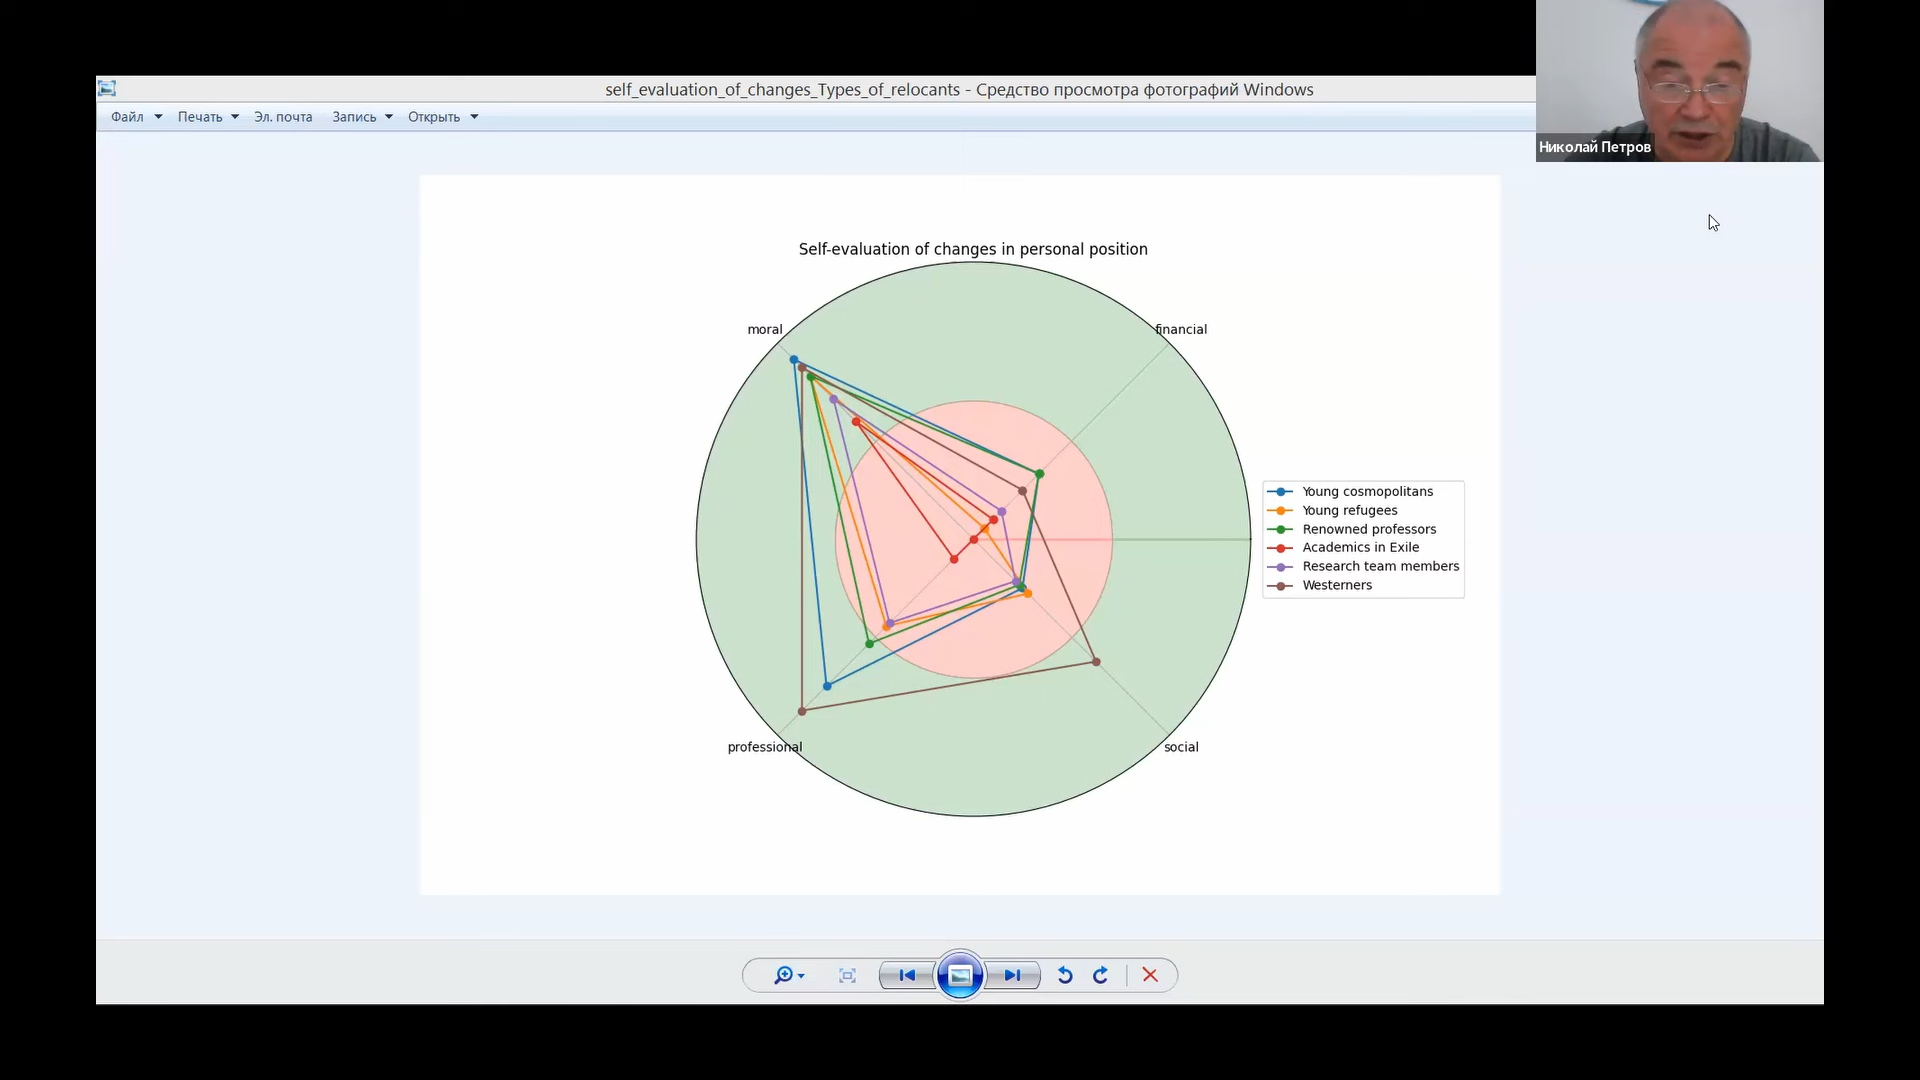 self_evaluation_of_changes_Types_of_relocants - Средство просмотра фотографий Windows
Файл Печать Эл. почта Запись Открыть
Николай Петров
Self-evaluation of changes in personal position
moral
financial
Young cosmopolitans
Young refugees
Renowned professors
Academics in Exile
Research team members
Westerners
professional
social